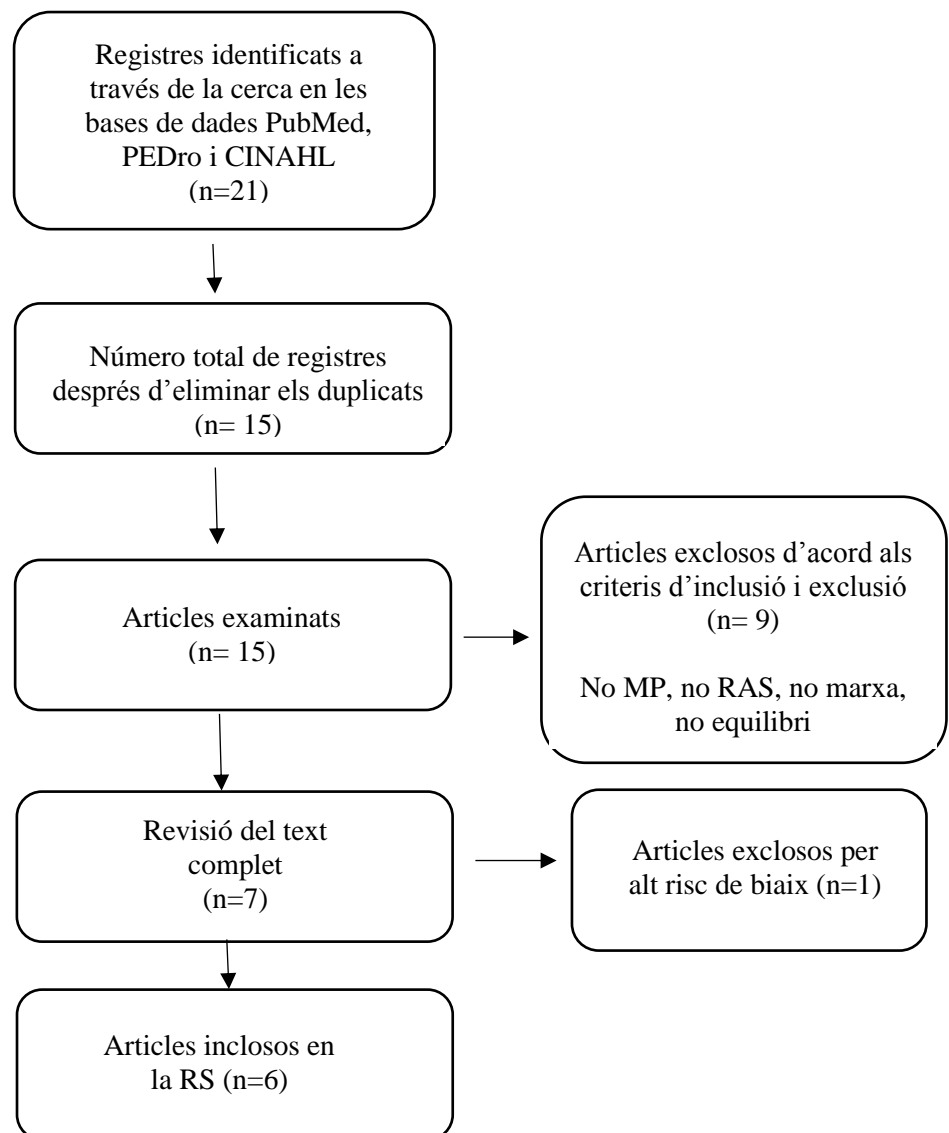 Registres identificats a
través de la cerca en les
bases de dades PubMed,
PEDro i CINAHL
(n=21)
Número total de registres
després d’eliminar els duplicats
(n= 15)
Articles examinats
(n= 15)
Articles exclosos d’acord als
criteris d’inclusió i exclusió
(n= 9)
No MP, no RAS, no marxa,
no equilibri
Revisió del text
complet
(n=7)
Articles exclosos per
alt risc de biaix (n=1)
Articles inclosos en
la RS (n=6)